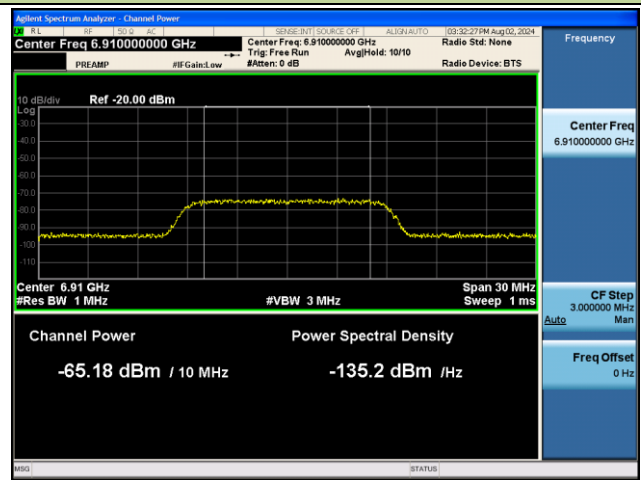 Agilent Spectrum Analyzer - Channel Power
RL RF 50 Ω AC SENSE:INT SOURCE OFF ALIGN AUTO 03:32:27 PM Aug 02, 2024
Center Freq 6.910000000 GHz Center Freq: 6.910000000 GHz Radio Std: None
Trig: Free Run Avg|Hold: 10/10
PREAMP #IFGain:Low #Atten: 0 dB Radio Device: BTS
Frequency
10 dB/div Ref -20.00 dBm
Log
-30.0
-40.0
-50.0
-60.0
-70.0
-80.0
-90.0
-100
-110
Center 6.91 GHz Span 30 MHz
#Res BW 1 MHz #VBW 3 MHz Sweep 1 ms
Channel Power Power Spectral Density
-65.18 dBm / 10 MHz -135.2 dBm /Hz
Center Freq
6.910000000 GHz
CF Step
3.000000 MHz
Auto Man
Freq Offset
0 Hz
MSG STATUS